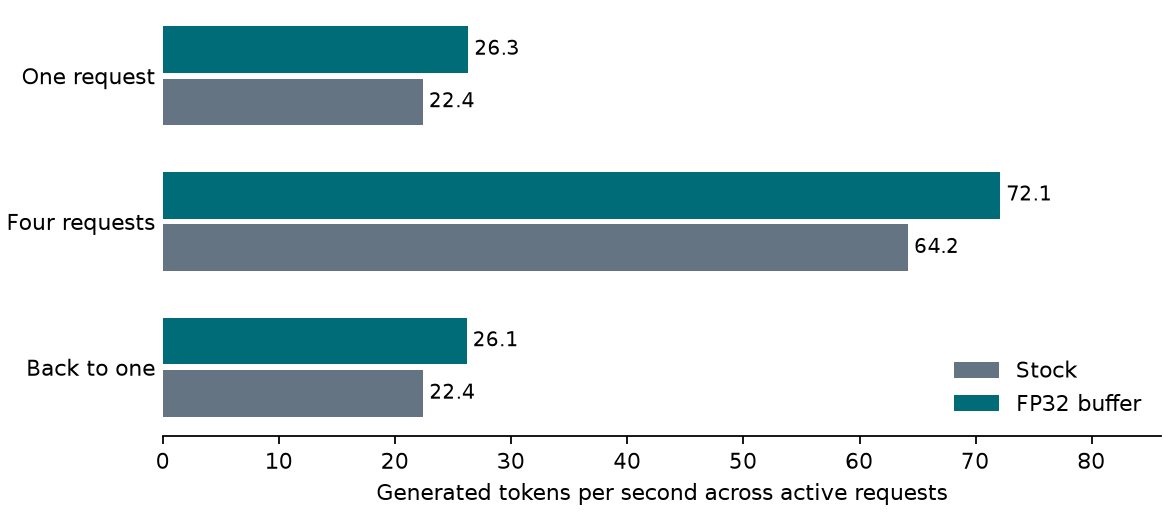 26.3
One request
22.4
72.1
Four requests
64.2
26.1
Back to one
22.4
Stock
FP32 buffer
0 10 20 30 40 50 60 70 80
Generated tokens per second across active requests